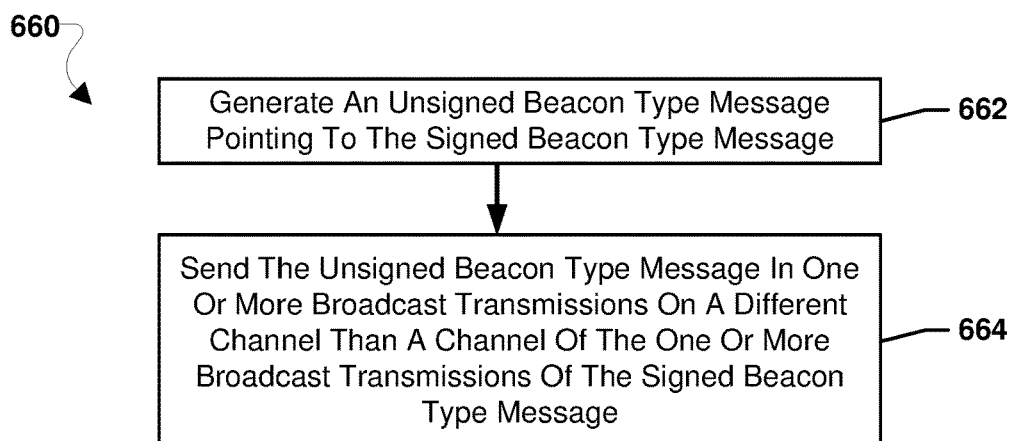 660
Generate An Unsigned Beacon Type Message
Pointing To The Signed Beacon Type Message
662
Send The Unsigned Beacon Type Message In One
Or More Broadcast Transmissions On A Different
Channel Than A Channel Of The One Or More
Broadcast Transmissions Of The Signed Beacon
Type Message
664